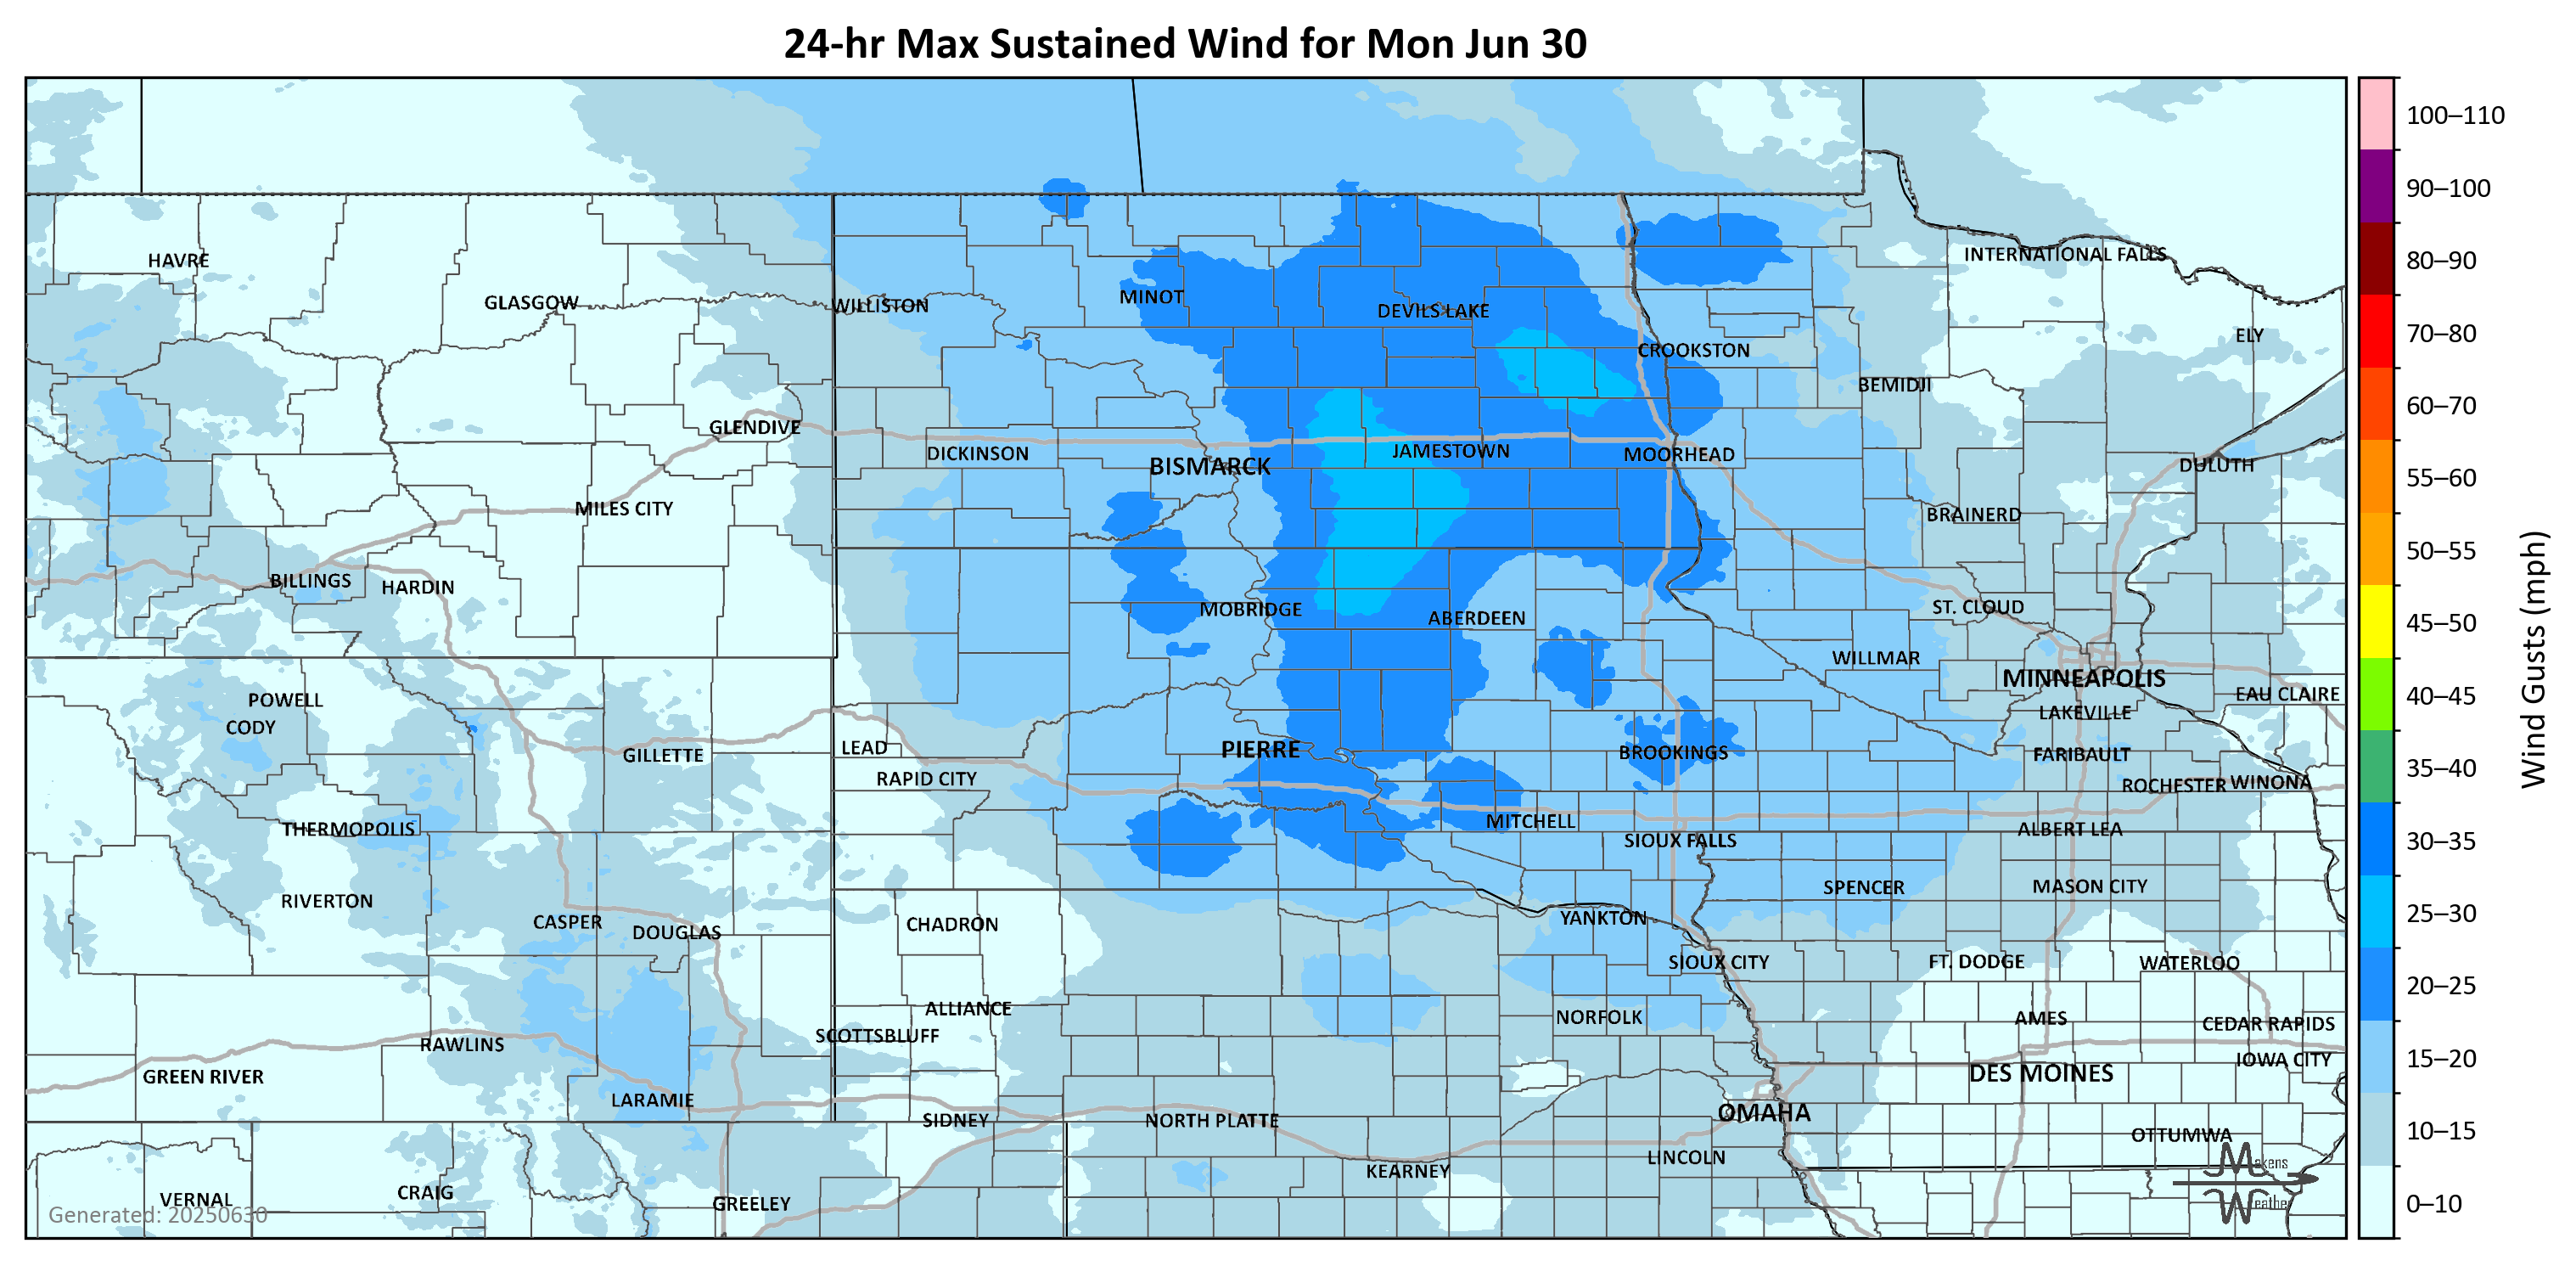 24-hr Max Sustained Wind for Mon Jun 30
100–110
90–100
80–90
70–80
60–70
55–60
50–55
45–50
40–45
35–40
30–35
25–30
20–25
15–20
10–15
0–10
Wind Gusts (mph)
HAVRE
GLASGOW
WILLISTON
MINOT
DEVILS LAKE
INTERNATIONAL FALLS
ELY
CROOKSTON
BEMIDJI
GLENDIVE
DICKINSON
BISMARCK
JAMESTOWN
MOORHEAD
DULUTH
MILES CITY
BRAINERD
BILLINGS
HARDIN
MOBRIDGE
ABERDEEN
ST. CLOUD
WILLMAR
MINNEAPOLIS
EAU CLAIRE
POWELL
CODY
LAKEVILLE
GILLETTE
LEAD
PIERRE
BROOKINGS
FARIBAULT
RAPID CITY
ROCHESTER
WINONA
THERMOPOLIS
MITCHELL
SIOUX FALLS
ALBERT LEA
RIVERTON
SPENCER
MASON CITY
CASPER
DOUGLAS
CHADRON
YANKTON
SIOUX CITY
FT. DODGE
WATERLOO
ALLIANCE
SCOTTSBLUFF
NORFOLK
AMES
CEDAR RAPIDS
RAWLINS
IOWA CITY
GREEN RIVER
DES MOINES
LARAMIE
SIDNEY
NORTH PLATTE
OMAHA
OTTUMWA
KEARNEY
LINCOLN
VERNAL
CRAIG
GREELEY
Makens
Weather
Generated: 20250630